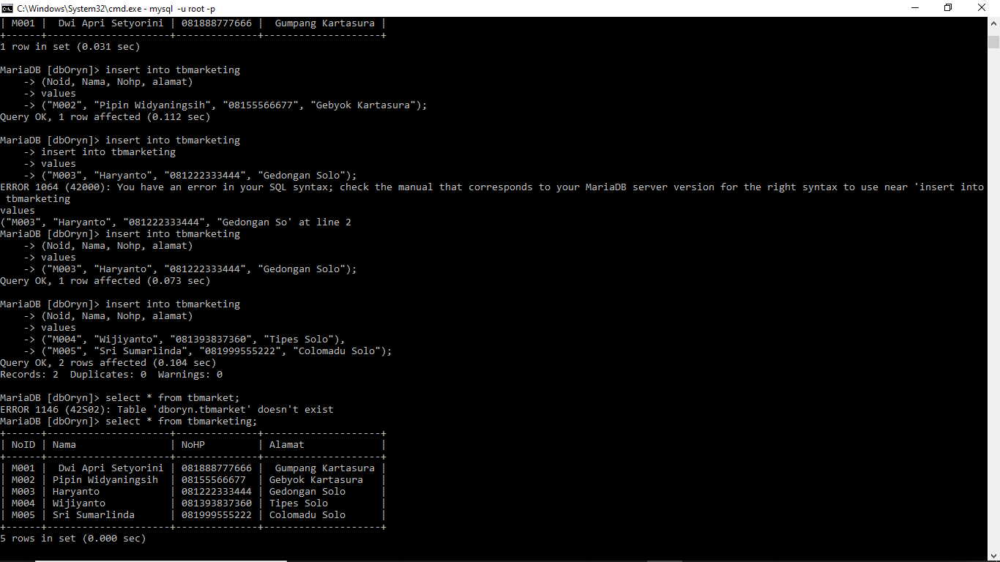 C:\Windows\System32\cmd.exe - mysql  -u root -p
| M001 |  Dwi Apri Setyorini | 081888777666 |  Gumpang Kartasura |
+------+---------------------+--------------+--------------------+
1 row in set (0.031 sec)

MariaDB [dbOryn]> insert into tbmarketing
    -> (Noid, Nama, Nohp, alamat)
    -> values
    -> ("M002", "Pipin Widyaningsih", "08155566677", "Gebyok Kartasura");
Query OK, 1 row affected (0.112 sec)

MariaDB [dbOryn]> insert into tbmarketing
    -> insert into tbmarketing
    -> values
    -> ("M003", "Haryanto", "081222333444", "Gedongan Solo");
ERROR 1064 (42000): You have an error in your SQL syntax; check the manual that corresponds to your MariaDB server version for the right syntax to use near 'insert into
 tbmarketing
values
("M003", "Haryanto", "081222333444", "Gedongan So' at line 2
MariaDB [dbOryn]> insert into tbmarketing
    -> (Noid, Nama, Nohp, alamat)
    -> values
    -> ("M003", "Haryanto", "081222333444", "Gedongan Solo");
Query OK, 1 row affected (0.073 sec)

MariaDB [dbOryn]> insert into tbmarketing
    -> (Noid, Nama, Nohp, alamat)
    -> values
    -> ("M004", "Wijiyanto", "081393837360", "Tipes Solo"),
    -> ("M005", "Sri Sumarlinda", "081999555222", "Colomadu Solo");
Query OK, 2 rows affected (0.104 sec)
Records: 2  Duplicates: 0  Warnings: 0

MariaDB [dbOryn]> select * from tbmarket;
ERROR 1146 (42S02): Table 'dboryn.tbmarket' doesn't exist
MariaDB [dbOryn]> select * from tbmarketing;
+------+---------------------+--------------+--------------------+
| NoID | Nama                | NoHP         | Alamat             |
+------+---------------------+--------------+--------------------+
| M001 |  Dwi Apri Setyorini | 081888777666 |  Gumpang Kartasura |
| M002 | Pipin Widyaningsih  | 08155566677  | Gebyok Kartasura   |
| M003 | Haryanto            | 081222333444 | Gedongan Solo      |
| M004 | Wijiyanto           | 081393837360 | Tipes Solo         |
| M005 | Sri Sumarlinda      | 081999555222 | Colomadu Solo      |
+------+---------------------+--------------+--------------------+
5 rows in set (0.000 sec)